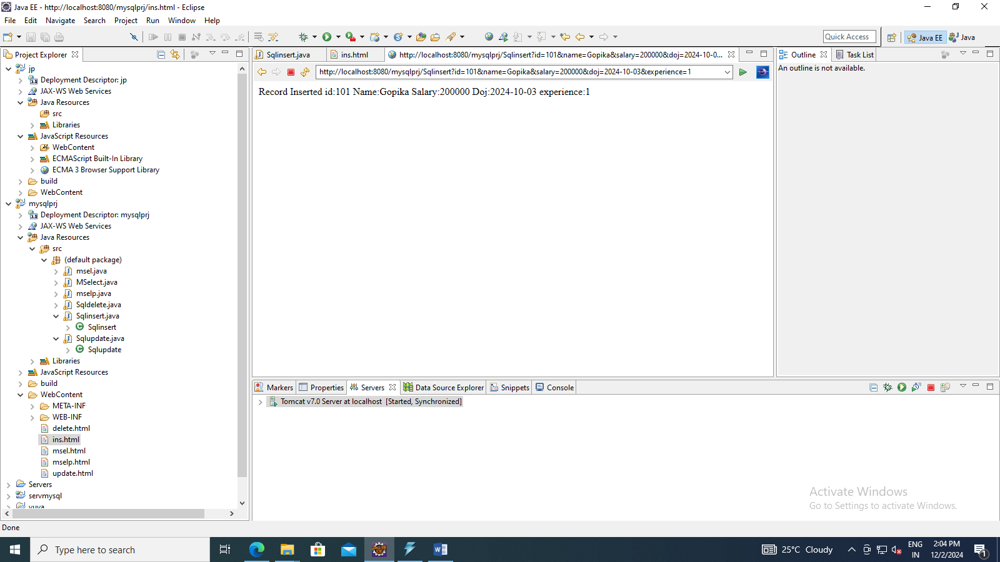 Java EE - http://localhost:8080/mysqlprj/ins.html - Eclipse
File Edit Navigate Search Project Run Window Help
Quick Access
Java EE
Java
Project Explorer
jp
Deployment Descriptor: jp
JAX-WS Web Services
Java Resources
src
Libraries
JavaScript Resources
WebContent
ECMAScript Built-In Library
ECMA 3 Browser Support Library
build
WebContent
mysqlprj
Deployment Descriptor: mysqlprj
JAX-WS Web Services
Java Resources
src
(default package)
msel.java
MSelect.java
mselp.java
Sqldelete.java
Sqlinsert.java
Sqlinsert
Sqlupdate.java
Sqlupdate
Libraries
JavaScript Resources
build
WebContent
META-INF
WEB-INF
delete.html
ins.html
msel.html
mselp.html
update.html
Servers
servmysql
Sqlinsert.java
ins.html
http://localhost:8080/mysqlprj/Sqlinsert?id=101&name=Gopika&salary=200000&doj=2024-10-0...
http://localhost:8080/mysqlprj/Sqlinsert?id=101&name=Gopika&salary=200000&doj=2024-10-03&experience=1
Record Inserted id:101 Name:Gopika Salary:200000 Doj:2024-10-03 experience:1
Outline
Task List
An outline is not available.
Markers
Properties
Servers
Data Source Explorer
Snippets
Console
Tomcat v7.0 Server at localhost [Started, Synchronized]
Activate Windows
Go to Settings to activate Windows.
Done
Type here to search
25°C Cloudy
ENG
IN
2:04 PM
12/2/2024
1